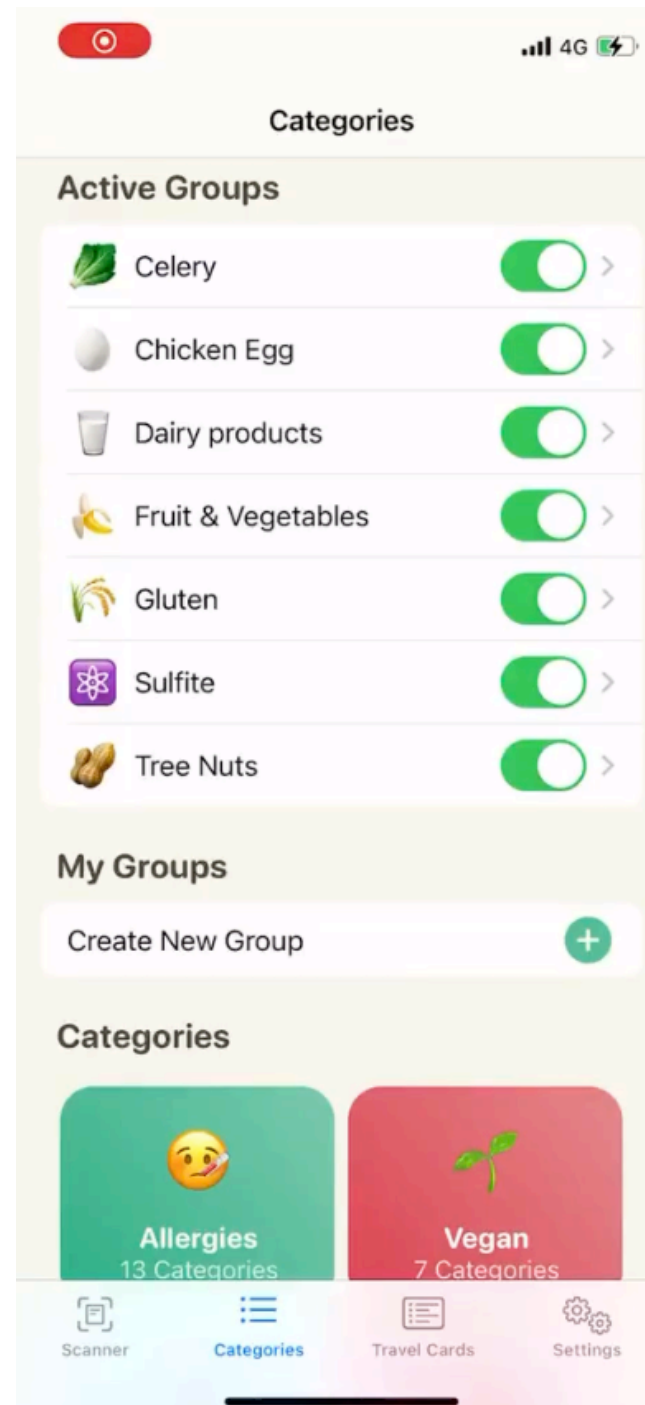 4G
Categories
Active Groups
Celery
Chicken Egg
Dairy products
Fruit & Vegetables
Gluten
Sulfite
Tree Nuts
My Groups
Create New Group
Categories
Allergies
13 Categories
Vegan
7 Categories
Scanner
Categories
Travel Cards
Settings